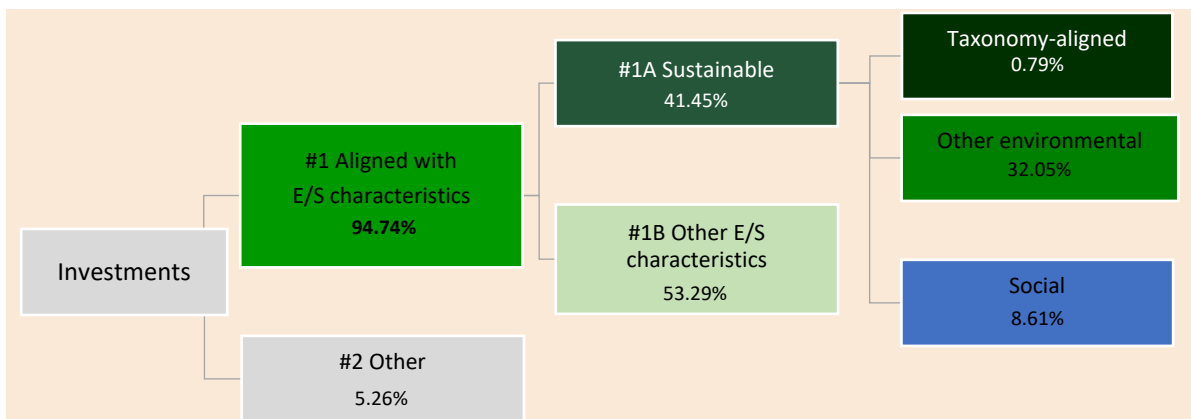 Investments
#1 Aligned with
E/S characteristics
94.74%
#2 Other
5.26%
#1A Sustainable
41.45%
#1B Other E/S
characteristics
53.29%
Taxonomy-aligned
0.79%
Other environmental
32.05%
Social
8.61%